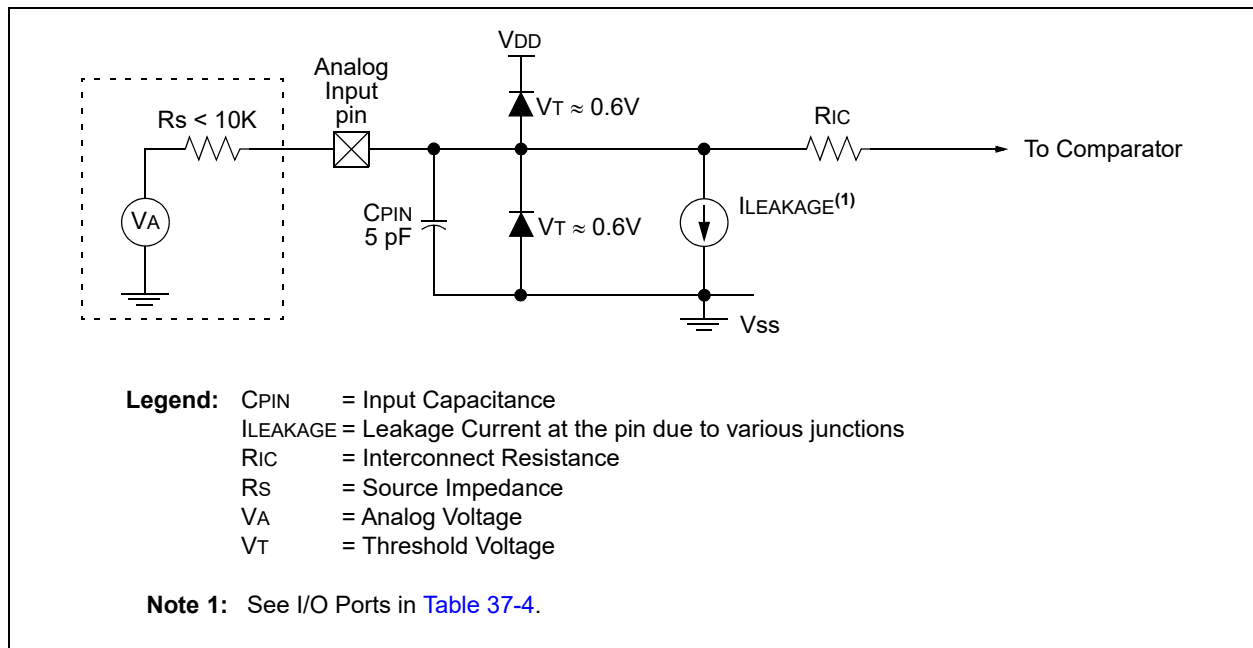 VDD
Analog
Input
pin
Rs < 10K
VT ≈ 0.6V
RIC
To Comparator
VA
CPIN
5 pF
VT ≈ 0.6V
ILEAKAGE(1)
Vss
Legend: CPIN = Input Capacitance
ILEAKAGE = Leakage Current at the pin due to various junctions
RIC = Interconnect Resistance
RS = Source Impedance
VA = Analog Voltage
VT = Threshold Voltage
Note 1: See I/O Ports in Table 37-4.